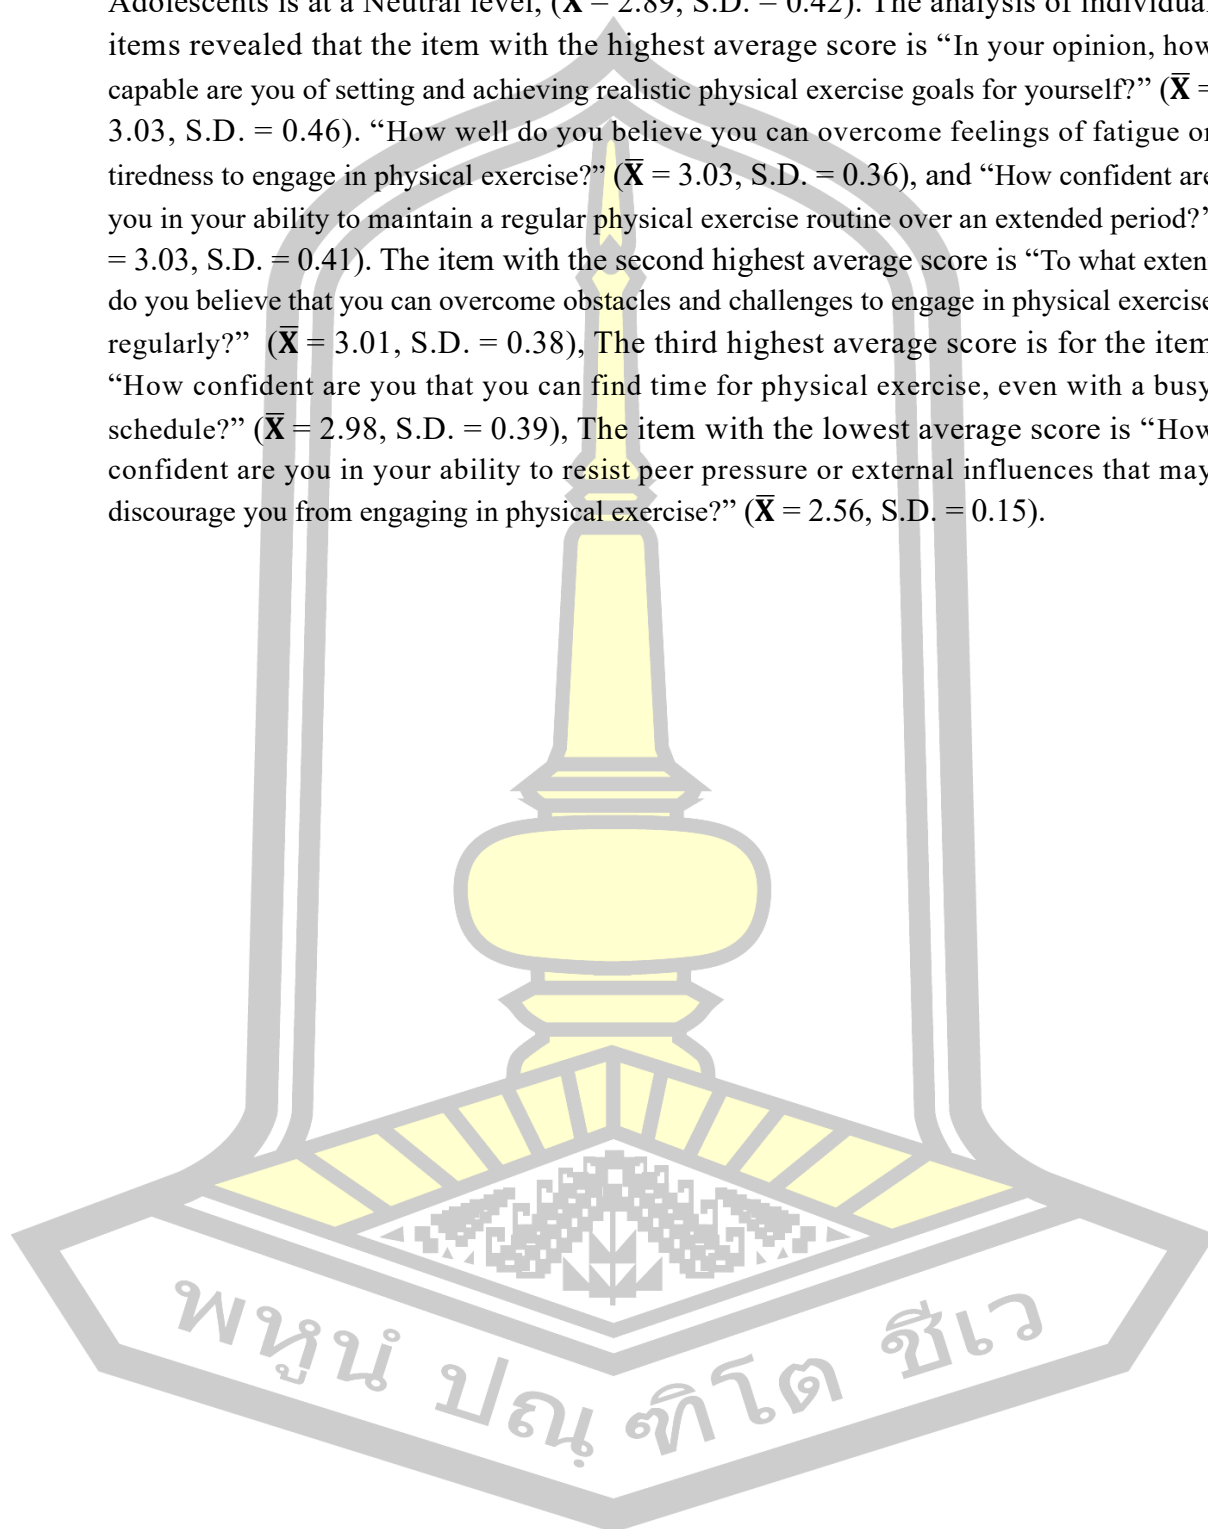 Adolescents is at a Neutral level, (X̅ = 2.89, S.D. = 0.42). The analysis of individual
items revealed that the item with the highest average score is “In your opinion, how
capable are you of setting and achieving realistic physical exercise goals for yourself?” (X̅ =
3.03, S.D. = 0.46). “How well do you believe you can overcome feelings of fatigue or
tiredness to engage in physical exercise?” (X̅ = 3.03, S.D. = 0.36), and “How confident are
you in your ability to maintain a regular physical exercise routine over an extended period?”
= 3.03, S.D. = 0.41). The item with the second highest average score is “To what extent
do you believe that you can overcome obstacles and challenges to engage in physical exercise
regularly?” (X̅ = 3.01, S.D. = 0.38), The third highest average score is for the item
“How confident are you that you can find time for physical exercise, even with a busy
schedule?” (X̅ = 2.98, S.D. = 0.39), The item with the lowest average score is “How
confident are you in your ability to resist peer pressure or external influences that may
discourage you from engaging in physical exercise?” (X̅ = 2.56, S.D. = 0.15).
พหูนํ ปณฺฑิโต ชีเว